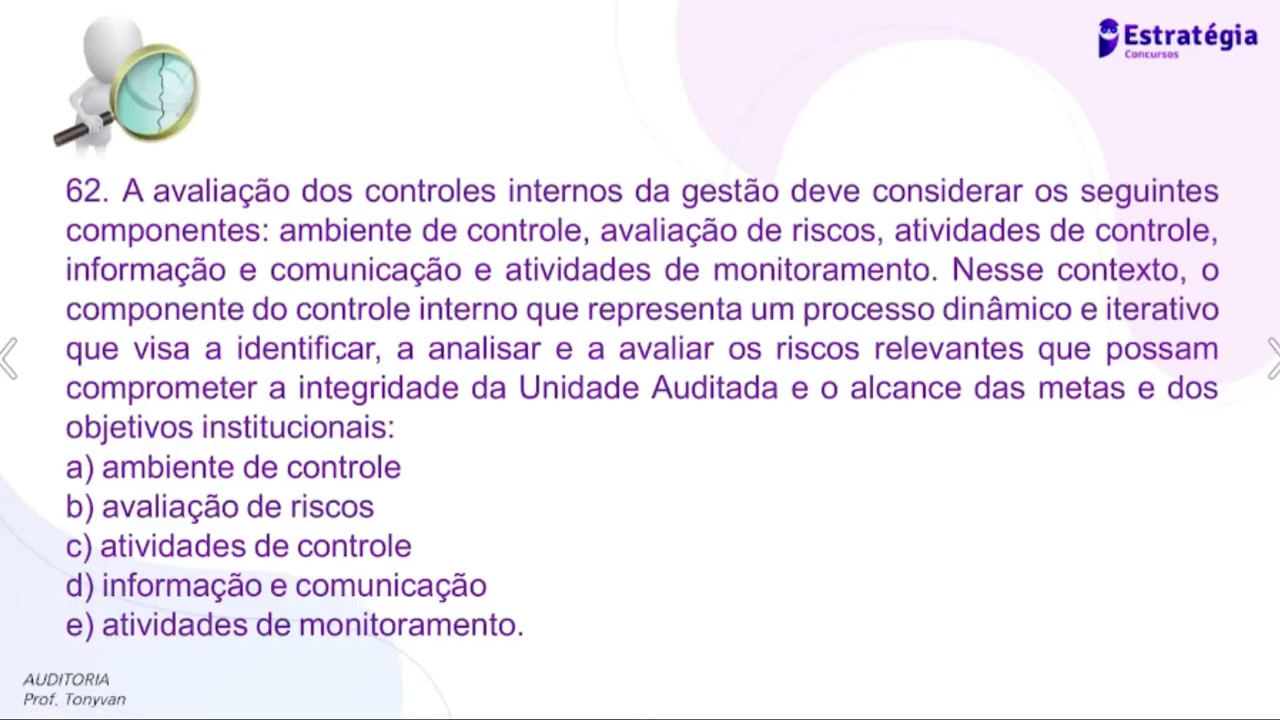 Estratégia
Concursos
62. A avaliação dos controles internos da gestão deve considerar os seguintes
componentes: ambiente de controle, avaliação de riscos, atividades de controle,
informação e comunicação e atividades de monitoramento. Nesse contexto, o
componente do controle interno que representa um processo dinâmico e iterativo
que visa a identificar, a analisar e a avaliar os riscos relevantes que possam
comprometer a integridade da Unidade Auditada e o alcance das metas e dos
objetivos institucionais:
a) ambiente de controle
b) avaliação de riscos
c) atividades de controle
d) informação e comunicação
e) atividades de monitoramento.
AUDITORIA
Prof. Tonyvan